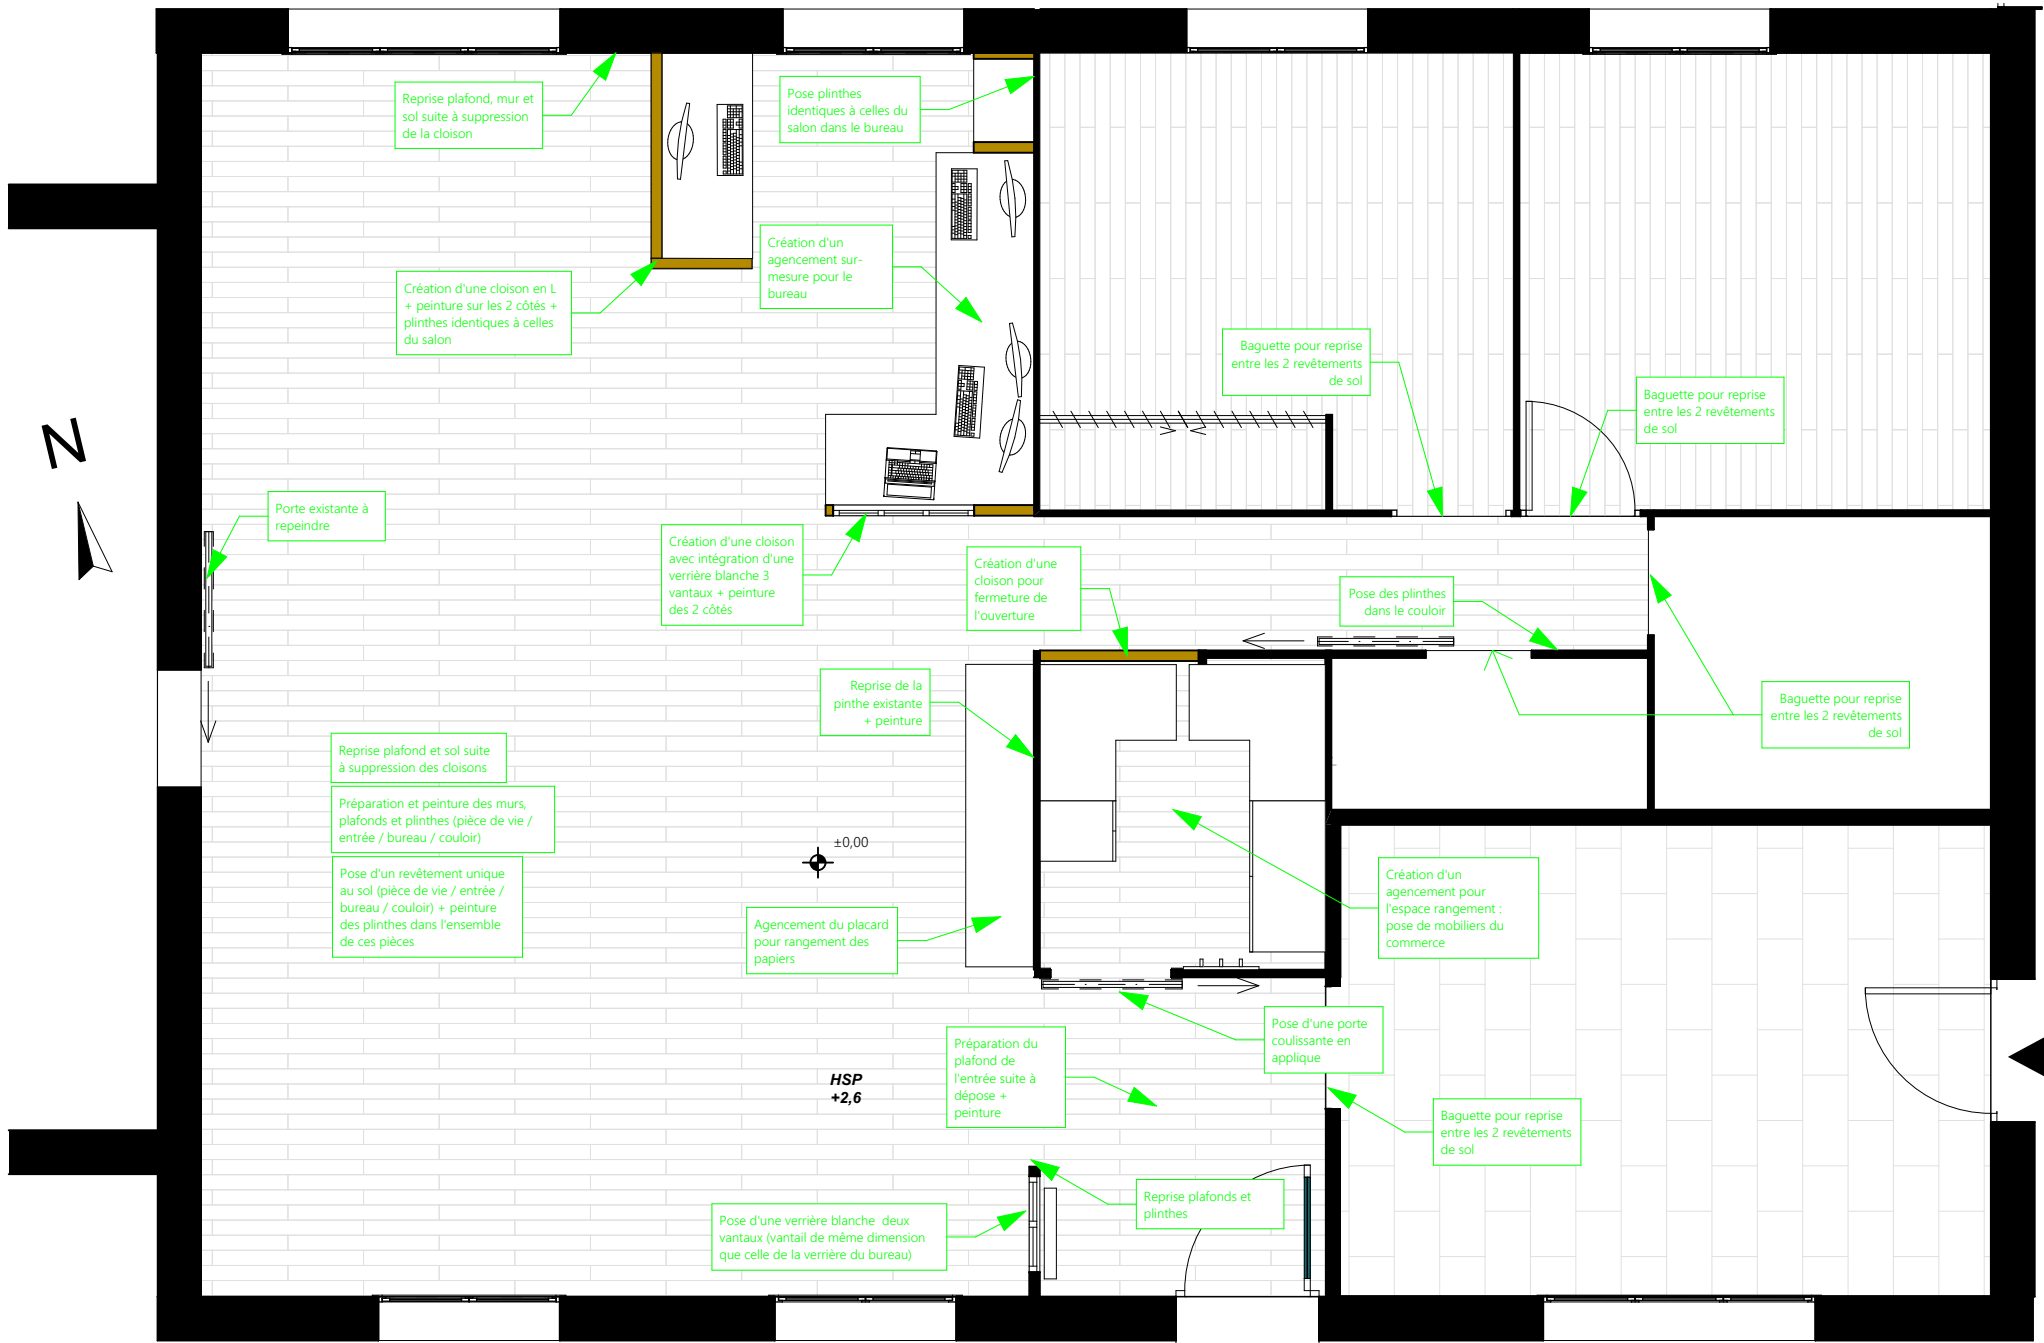 Reprise plafond, mur et
sol suite à suppression
de la cloison
Pose plinthes
identiques à celles du
salon dans le bureau
Création d'un
agencement sur-
mesure pour le
bureau
Création d'une cloison en L
+ peinture sur les 2 côtés +
plinthes identiques à celles
du salon
Baguette pour reprise
entre les 2 revêtements
de sol
Baguette pour reprise
entre les 2 revêtements
de sol
N
Porte existante à
repeindre
Création d'une cloison
avec intégration d'une
verrière blanche 3
vantaux + peinture
des 2 côtés
Création d'une
cloison pour
fermeture de
l'ouverture
Pose des plinthes
dans le couloir
Reprise de la
pinthe existante
+ peinture
Baguette pour reprise
entre les 2 revêtements
de sol
Reprise plafond et sol suite
à suppression des cloisons
Préparation et peinture des murs,
plafonds et plinthes (pièce de vie /
entrée / bureau / couloir)
Pose d'un revêtement unique
au sol (pièce de vie / entrée /
bureau / couloir) + peinture
des plinthes dans l'ensemble
de ces pièces
±0,00
Création d'un
agencement pour
l'espace rangement :
pose de mobiliers du
commerce
Agencement du placard
pour rangement des
papiers
Pose d'une porte
coulissante en
applique
Préparation du
plafond de
l'entrée suite à
dépose +
peinture
HSP
+2,6
Baguette pour reprise
entre les 2 revêtements
de sol
Reprise plafonds et
plinthes
Pose d'une verrière blanche  deux
vantaux (vantail de même dimension
que celle de la verrière du bureau)